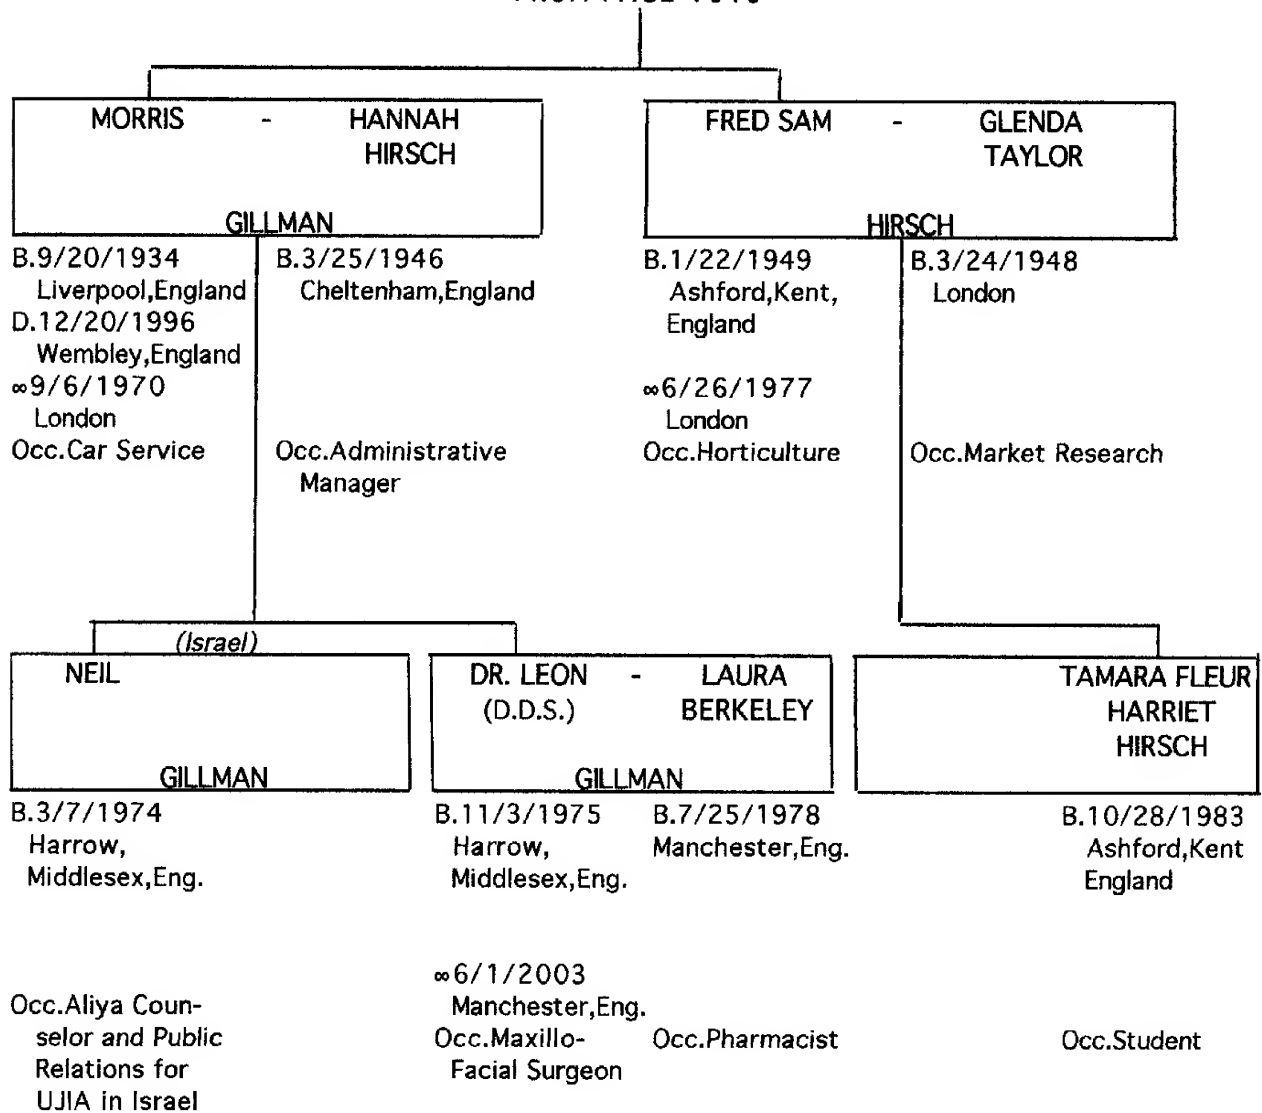 MORRIS - HANNAH
HIRSCH
GILLMAN
B.9/20/1934
Liverpool,England
D.12/20/1996
Wembley,England
∞9/6/1970
London
Occ.Car Service
B.3/25/1946
Cheltenham,England
Occ.Administrative
Manager
FRED SAM - GLENDA
TAYLOR
HIRSCH
B.1/22/1949
Ashford,Kent,
England
∞6/26/1977
London
Occ.Horticulture
B.3/24/1948
London
Occ.Market Research
(Israel)
NEIL
GILLMAN
B.3/7/1974
Harrow,
Middlesex,Eng.
Occ.Aliya Coun-
selor and Public
Relations for
UJIA in Israel
DR. LEON - LAURA
(D.D.S.) BERKELEY
GILLMAN
B.11/3/1975
Harrow,
Middlesex,Eng.
∞6/1/2003
Manchester,Eng.
Occ.Maxillo-
Facial Surgeon
B.7/25/1978
Manchester,Eng.
Occ.Pharmacist
TAMARA FLEUR
HARRIET
HIRSCH
B.10/28/1983
Ashford,Kent
England
Occ.Student